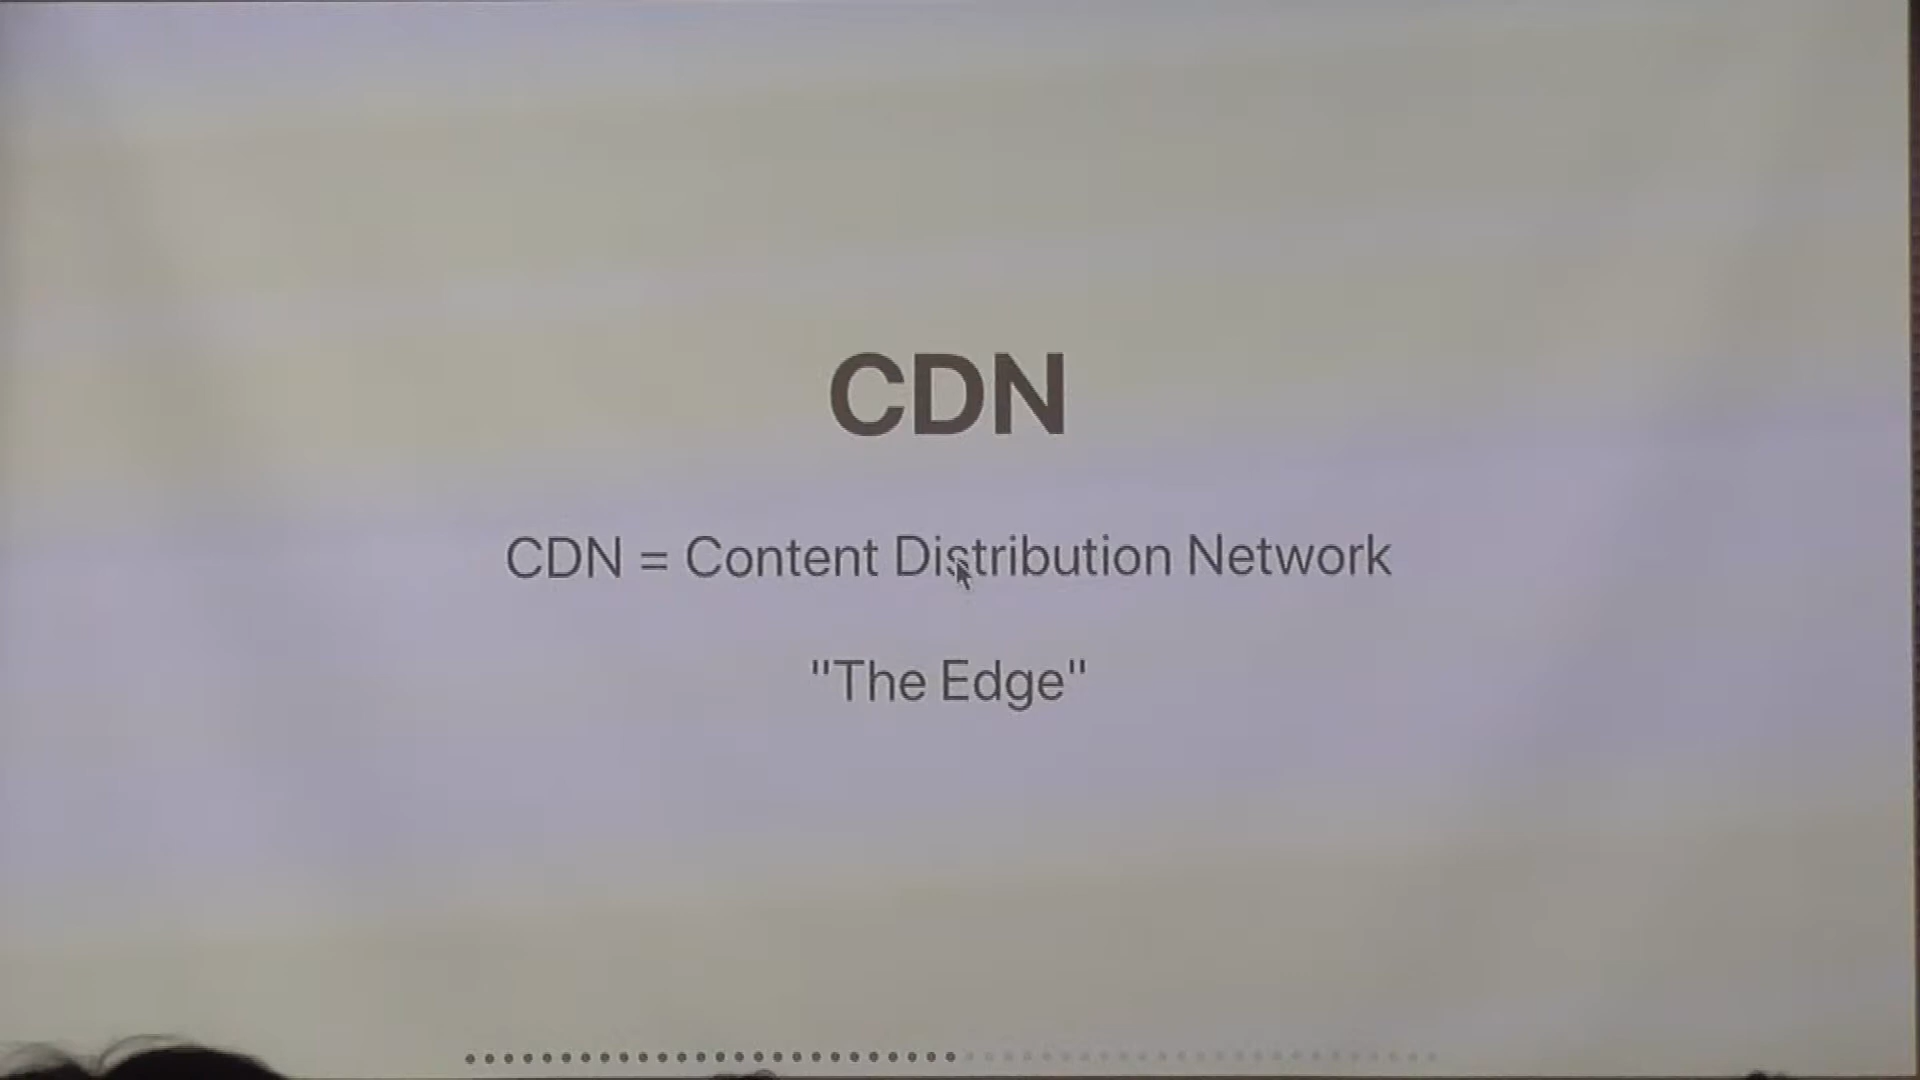 CDN
CDN = Content Distribution Network
"The Edge"